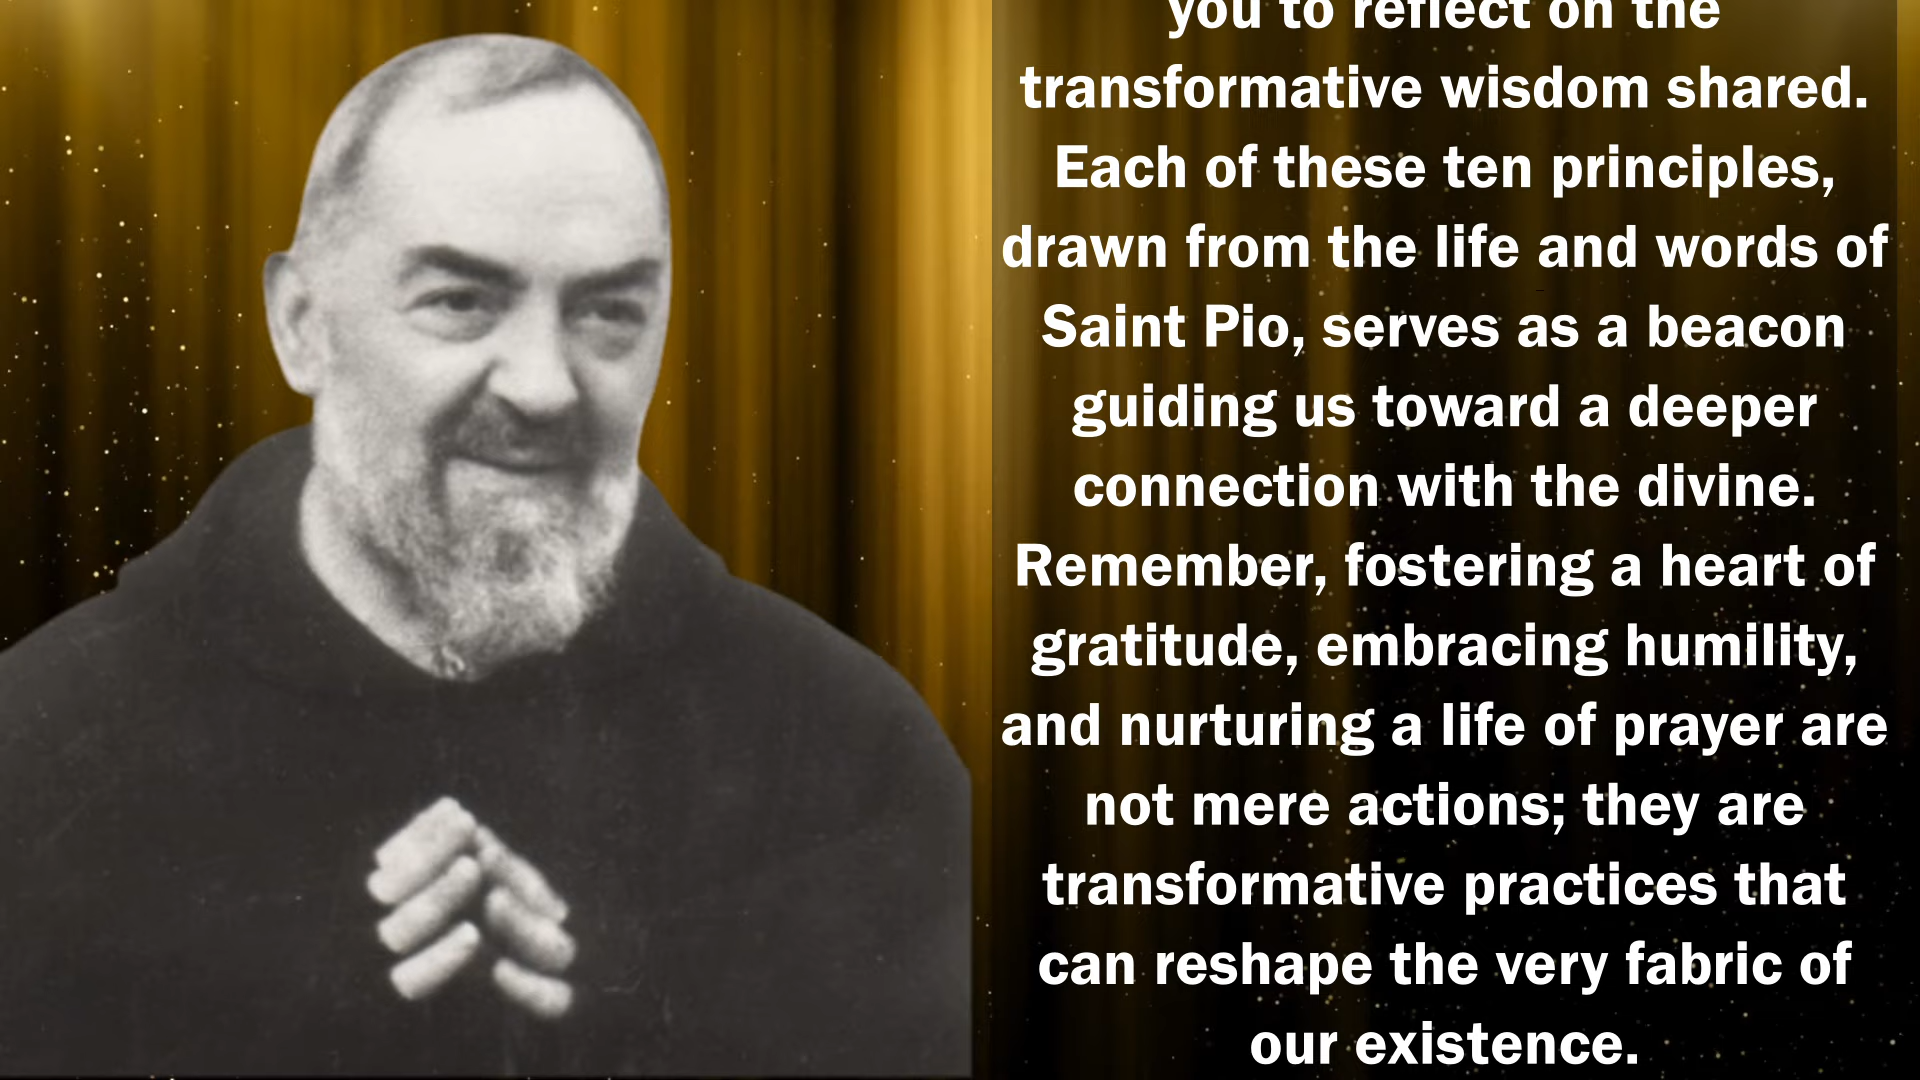 you to reflect on the
transformative wisdom shared.
Each of these ten principles,
drawn from the life and words of
Saint Pio, serves as a beacon
guiding us toward a deeper
connection with the divine.
Remember, fostering a heart of
gratitude, embracing humility,
and nurturing a life of prayer are
not mere actions; they are
transformative practices that
can reshape the very fabric of
our existence.